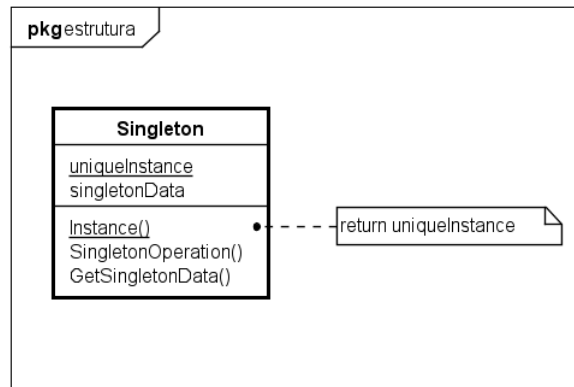 pkg estrutura
Singleton
uniqueInstance
singletonData
Instance()
return uniqueInstance
SingletonOperation()
GetSingletonData()